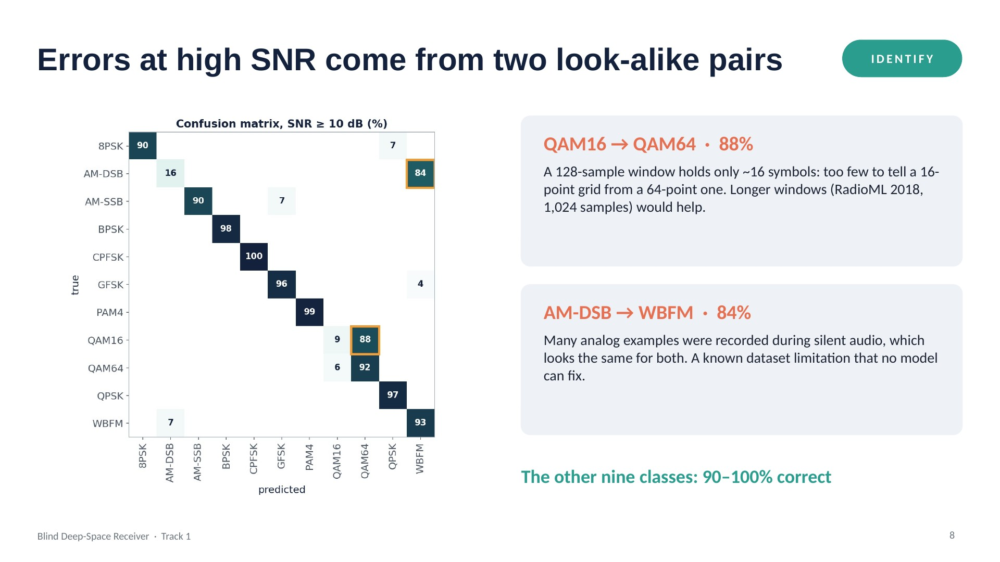 Errors at high SNR come from two look-alike pairs
IDENTIFY
Confusion matrix, SNR ≥ 10 dB (%)
true
8PSK 90 7
AM-DSB 16 84
AM-SSB 90 7
BPSK 98
CPFSK 100
GFSK 96 4
PAM4 99
QAM16 9 88
QAM64 6 92
QPSK 97
WBFM 7 93
8PSK AM-DSB AM-SSB BPSK CPFSK GFSK PAM4 QAM16 QAM64 QPSK WBFM
predicted
QAM16 → QAM64 · 88%
A 128-sample window holds only ~16 symbols: too few to tell a 16-
point grid from a 64-point one. Longer windows (RadioML 2018,
1,024 samples) would help.
AM-DSB → WBFM · 84%
Many analog examples were recorded during silent audio, which
looks the same for both. A known dataset limitation that no model
can fix.
The other nine classes: 90–100% correct
Blind Deep-Space Receiver · Track 1
8